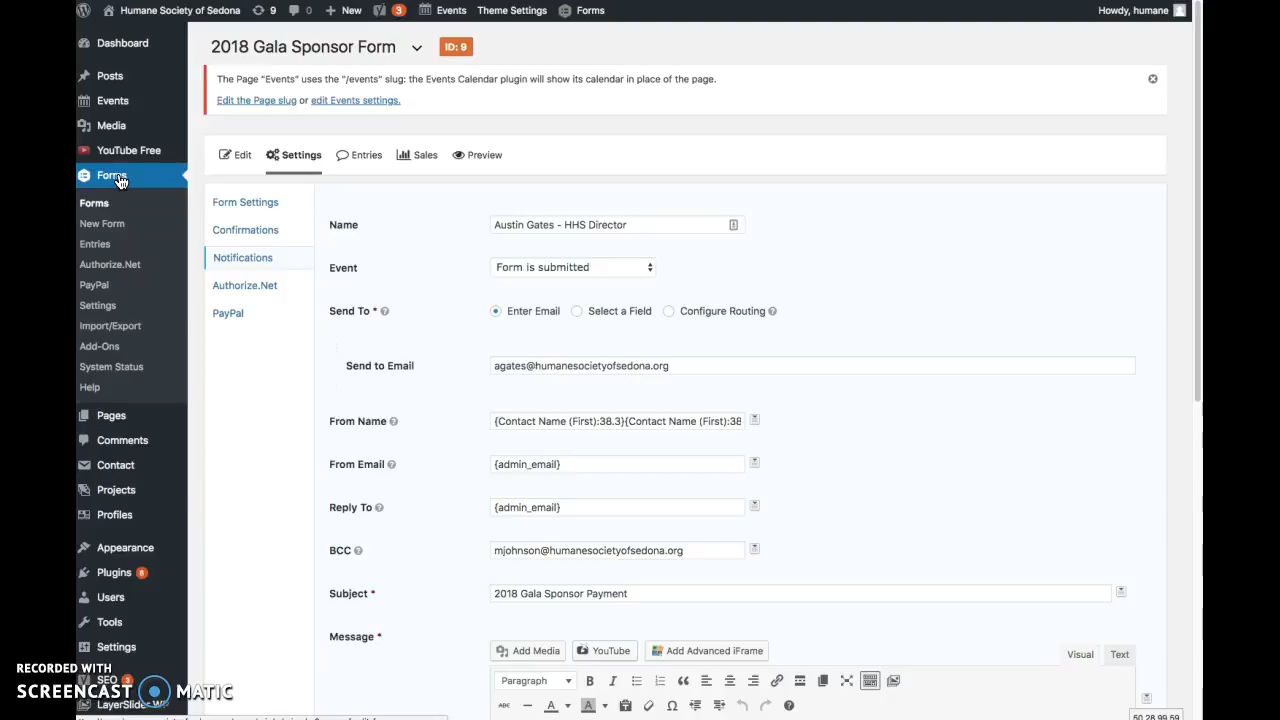 Humane Society of Sedona 9 0 New 3 Events Theme Settings Forms Howdy, humane
Dashboard
Posts
Events
Media
YouTube Free
Forms
Forms
New Form
Entries
Authorize.Net
PayPal
Settings
Import/Export
Add-Ons
System Status
Help
Pages
Comments
Contact
Projects
Profiles
Appearance
Plugins 8
Users
Tools
Settings
SEO 3
LayerSlider WP
2018 Gala Sponsor Form ID: 9
The Page "Events" uses the "/events" slug: the Events Calendar plugin will show its calendar in place of the page.
Edit the Page slug or edit Events settings.
Edit Settings Entries Sales Preview
Form Settings
Confirmations
Notifications
Authorize.Net
PayPal
Name Austin Gates - HHS Director
Event Form is submitted
Send To * Enter Email Select a Field Configure Routing
Send to Email agates@humanesocietyofsedona.org
From Name {Contact Name (First):38.3}{Contact Name (First):38
From Email {admin_email}
Reply To {admin_email}
BCC mjohnson@humanesocietyofsedona.org
Subject * 2018 Gala Sponsor Payment
Message *
Add Media YouTube Add Advanced iFrame Visual Text
Paragraph B I
ABC A A Ω
RECORDED WITH
SCREENCAST MATIC
50.28.99.59